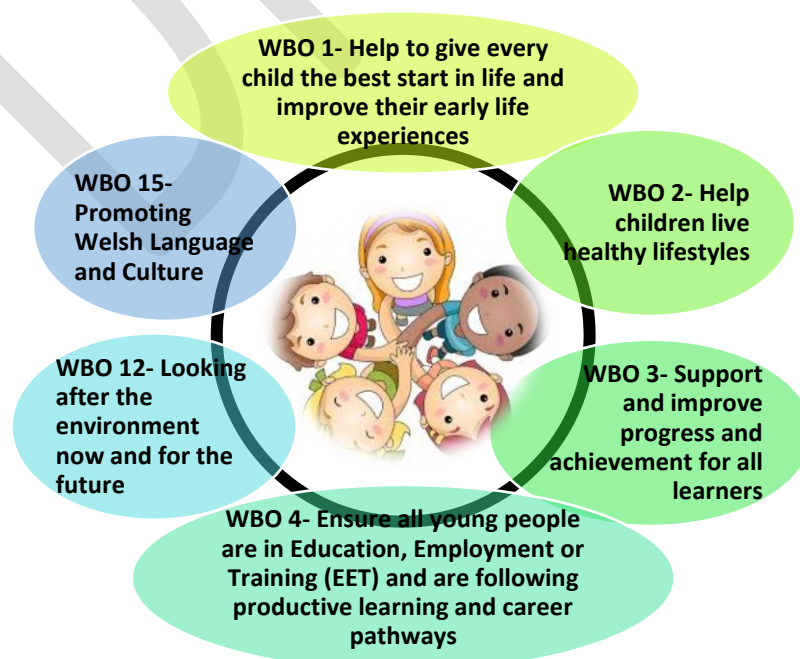 WBO 1- Help to give every
child the best start in life and
improve their early life
experiences
WBO 2- Help
children live
healthy lifestyles
WBO 3- Support
and improve
progress and
achievement for all
learners
WBO 4- Ensure all young people
are in Education, Employment or
Training (EET) and are following
productive learning and career
pathways
WBO 12- Looking
after the
environment
now and for the
future
WBO 15-
Promoting
Welsh Language
and Culture